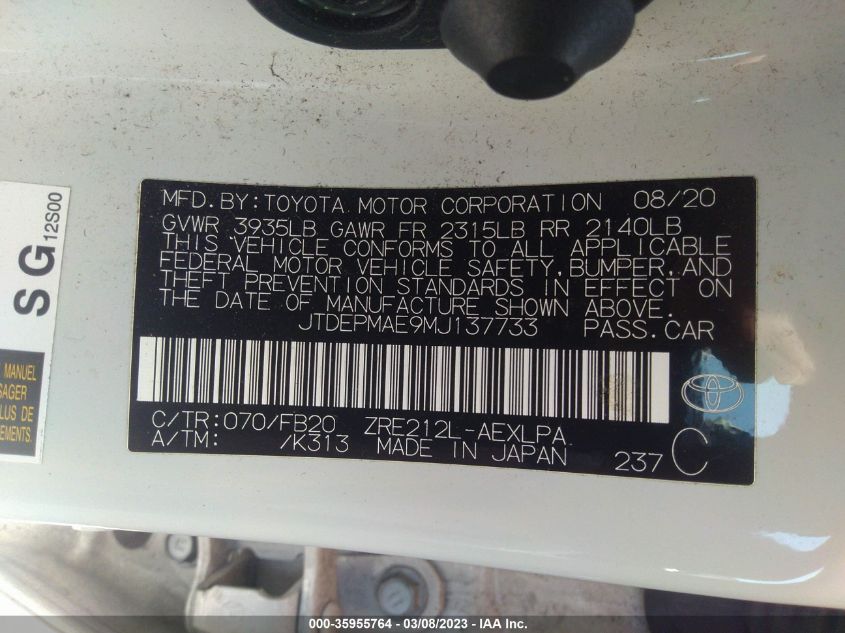 MFD.BY:TOYOTA MOTOR CORPORATION 08/20
GVWR 3935LB GAWR FR 2315LB RR 2140LB
THIS VEHICLE CONFORMS TO ALL APPLICABLE
FEDERAL MOTOR VEHICLE SAFETY,BUMPER,AND
THEFT PREVENTION STANDARDS IN EFFECT ON
THE DATE OF MANUFACTURE SHOWN ABOVE.
JTDEPMAE9MJ137733 PASS.CAR
C/TR:070/FB20 ZRE212L-AEXLPA
A/TM: /K313 MADE IN JAPAN 237 C
SG 12S00
MANUEL
SAGER
LUS DE
EMENTS.
000-35955764 - 03/08/2023 - IAA Inc.